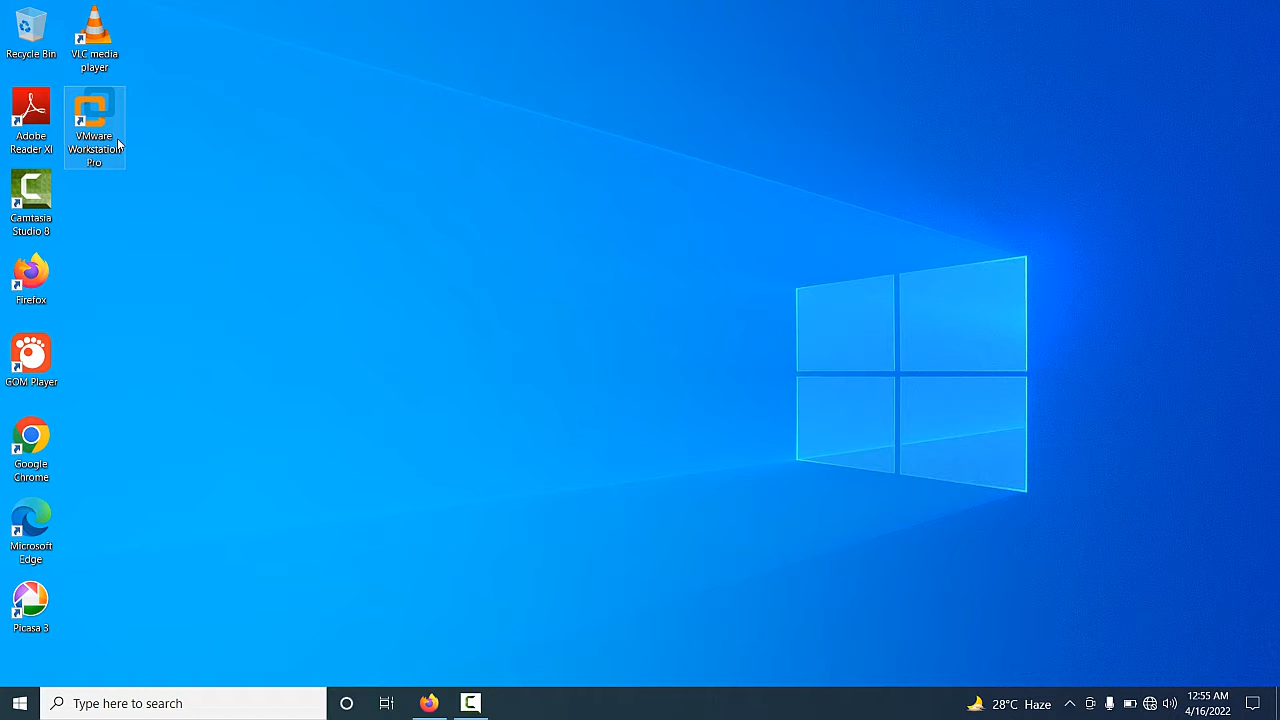 Recycle Bin
VLC media
player
Adobe
Reader XI
VMware
Workstation
Pro
Camtasia
Studio 8
Firefox
GOM Player
Google
Chrome
Microsoft
Edge
Picasa 3
Type here to search
28°C Haze
12:55 AM
4/16/2022